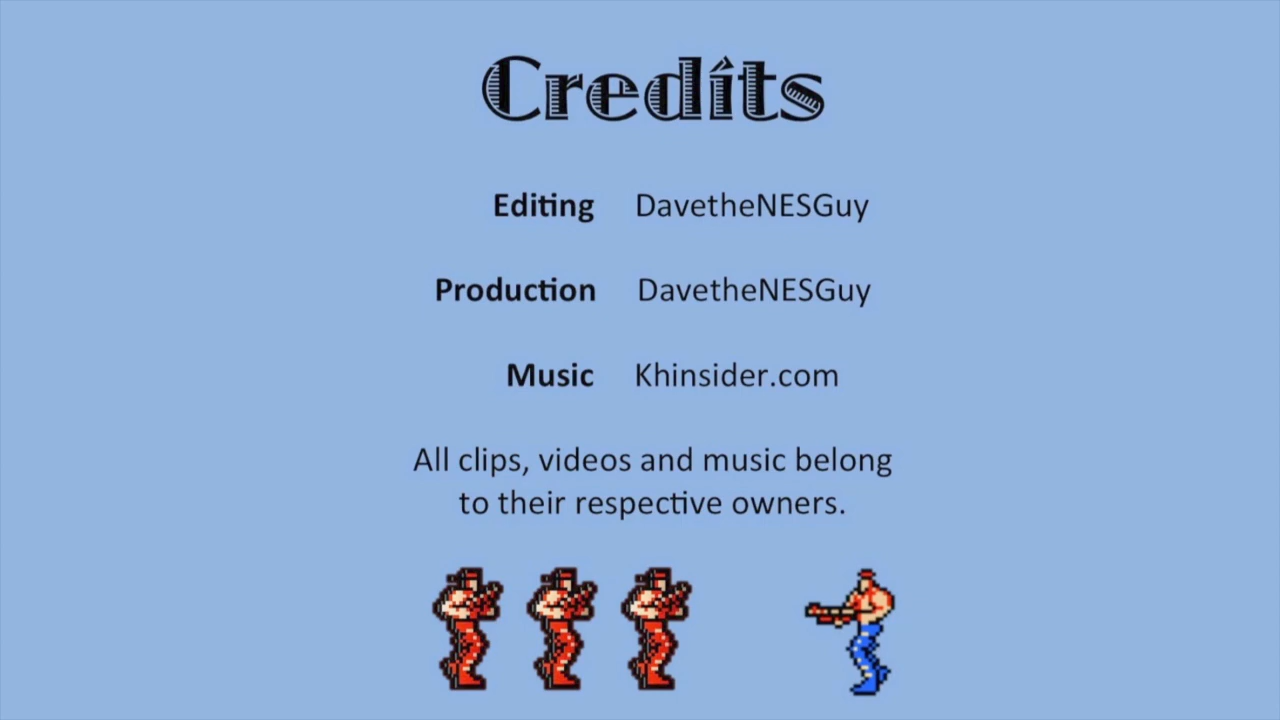 Credits
Editing DavetheNESGuy
Production DavetheNESGuy
Music Khinsider.com
All clips, videos and music belong
to their respective owners.